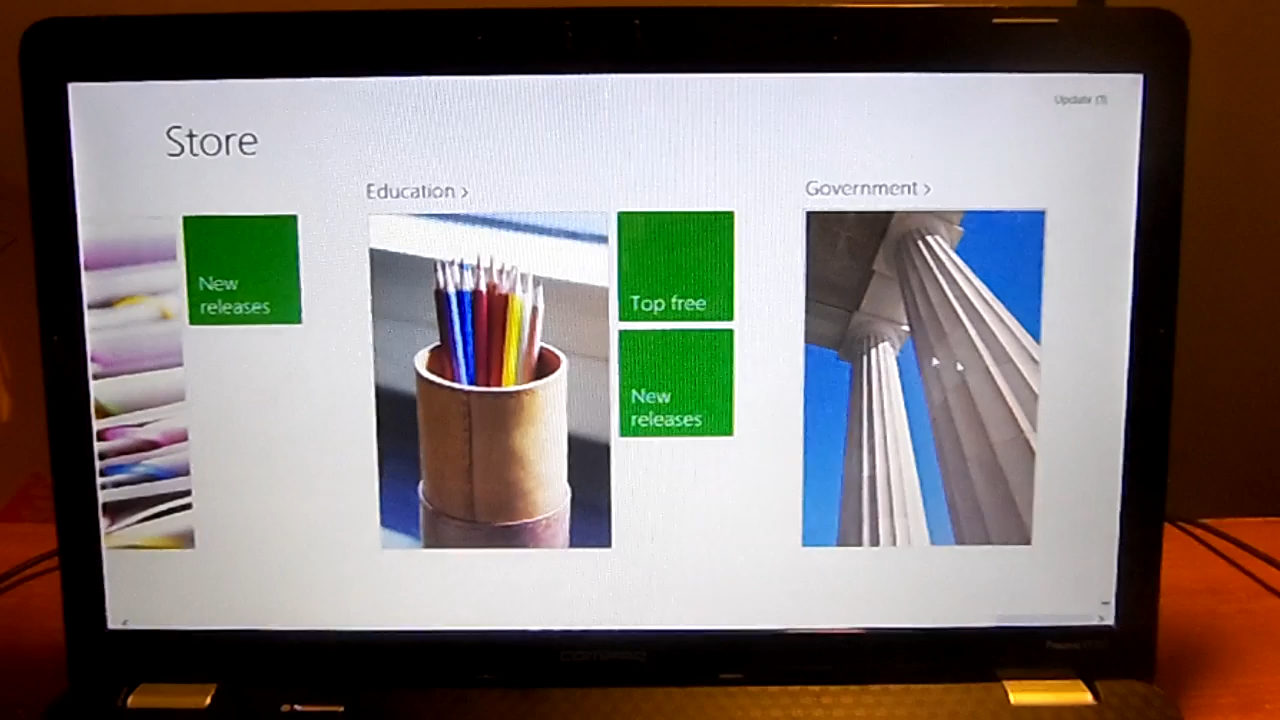 Store
Education >
Government >
New
releases
Top free
New
releases